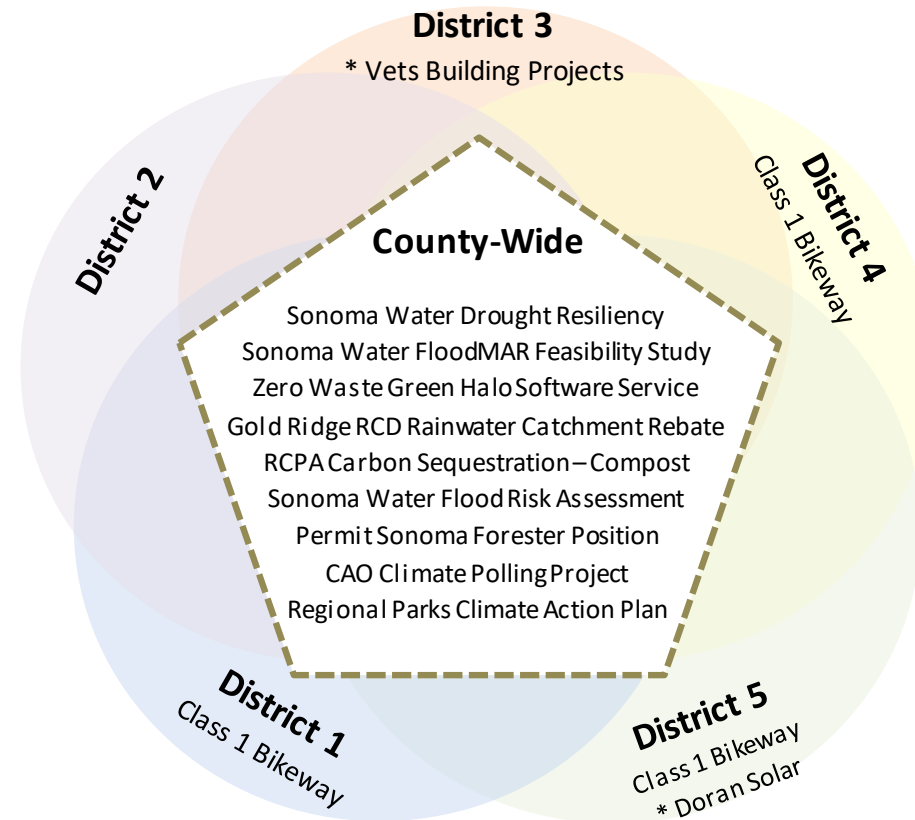 District 3
* Vets Building Projects
District 2
District 4
Class 1 Bikeway
County-Wide
Sonoma Water Drought Resiliency
Sonoma Water FloodMAR Feasibility Study
Zero Waste Green Halo Software Service
Gold Ridge RCD Rainwater Catchment Rebate
RCPA Carbon Sequestration – Compost
Sonoma Water Flood Risk Assessment
Permit Sonoma Forester Position
CAO Climate Polling Project
Regional Parks Climate Action Plan
District 1
Class 1 Bikeway
District 5
Class 1 Bikeway
* Doran Solar